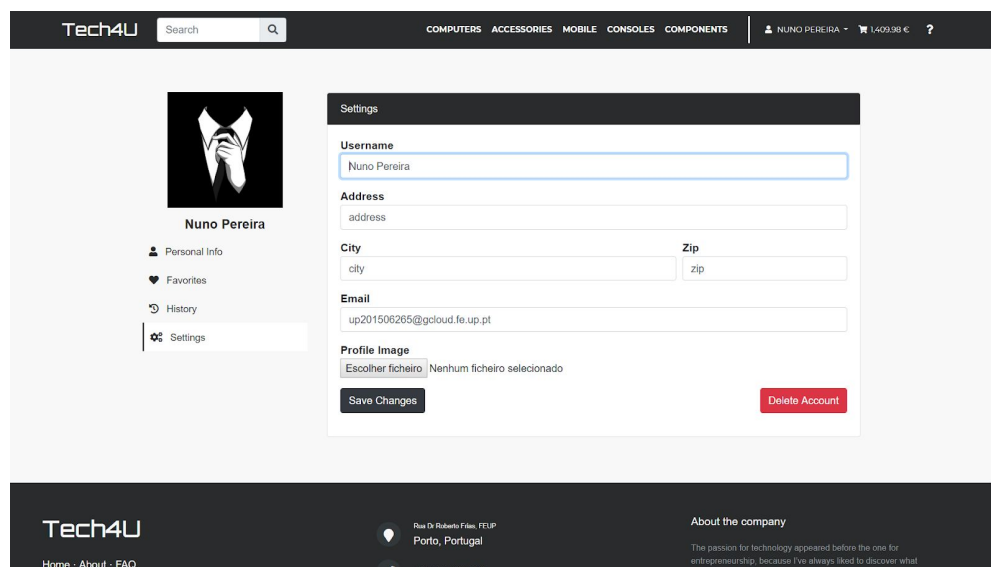 Tech4U Search COMPUTERS ACCESSORIES MOBILE CONSOLES COMPONENTS NUNO PEREIRA 1,409.98 € ?
Nuno Pereira
Personal Info
Favorites
History
Settings
Settings
Username
Nuno Pereira
Address
address
City Zip
city zip
Email
up201506265@gcloud.fe.up.pt
Profile Image
Escolher ficheiro Nenhum ficheiro selecionado
Save Changes Delete Account
Tech4U
Home · About · FAQ
Rua Dr Roberto Frias, FEUP
Porto, Portugal
About the company
The passion for technology appeared before the one for
entrepreneurship, because I've always liked to discover what